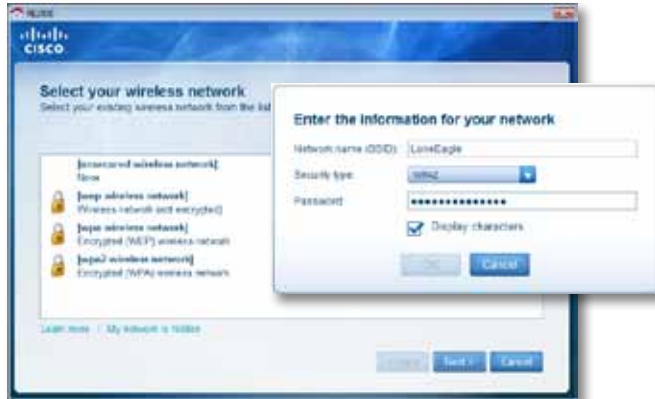 CISCO
Select your wireless network
Select your existing wireless network from the list
[unsecured wireless network]
None
[wep wireless network]
Wireless network (not encrypted)
[wpa wireless network]
Encrypted (WEP) wireless network
[wpa2 wireless network]
Encrypted (WPA) wireless network
Learn more | My network is hidden
Next
Cancel
Enter the information for your network
Network name (SSID): LoneEagle
Security type: WPA2
Password:
Display characters
OK Cancel